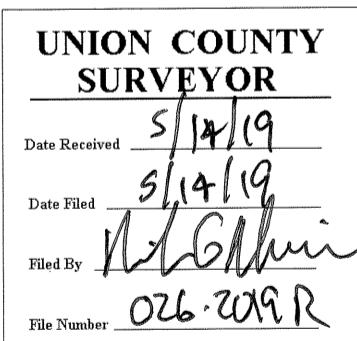 UNION COUNTY
SURVEYOR
Date Received 5/14/19
Date Filed 5/14/19
Filed By
File Number 026-2019 R